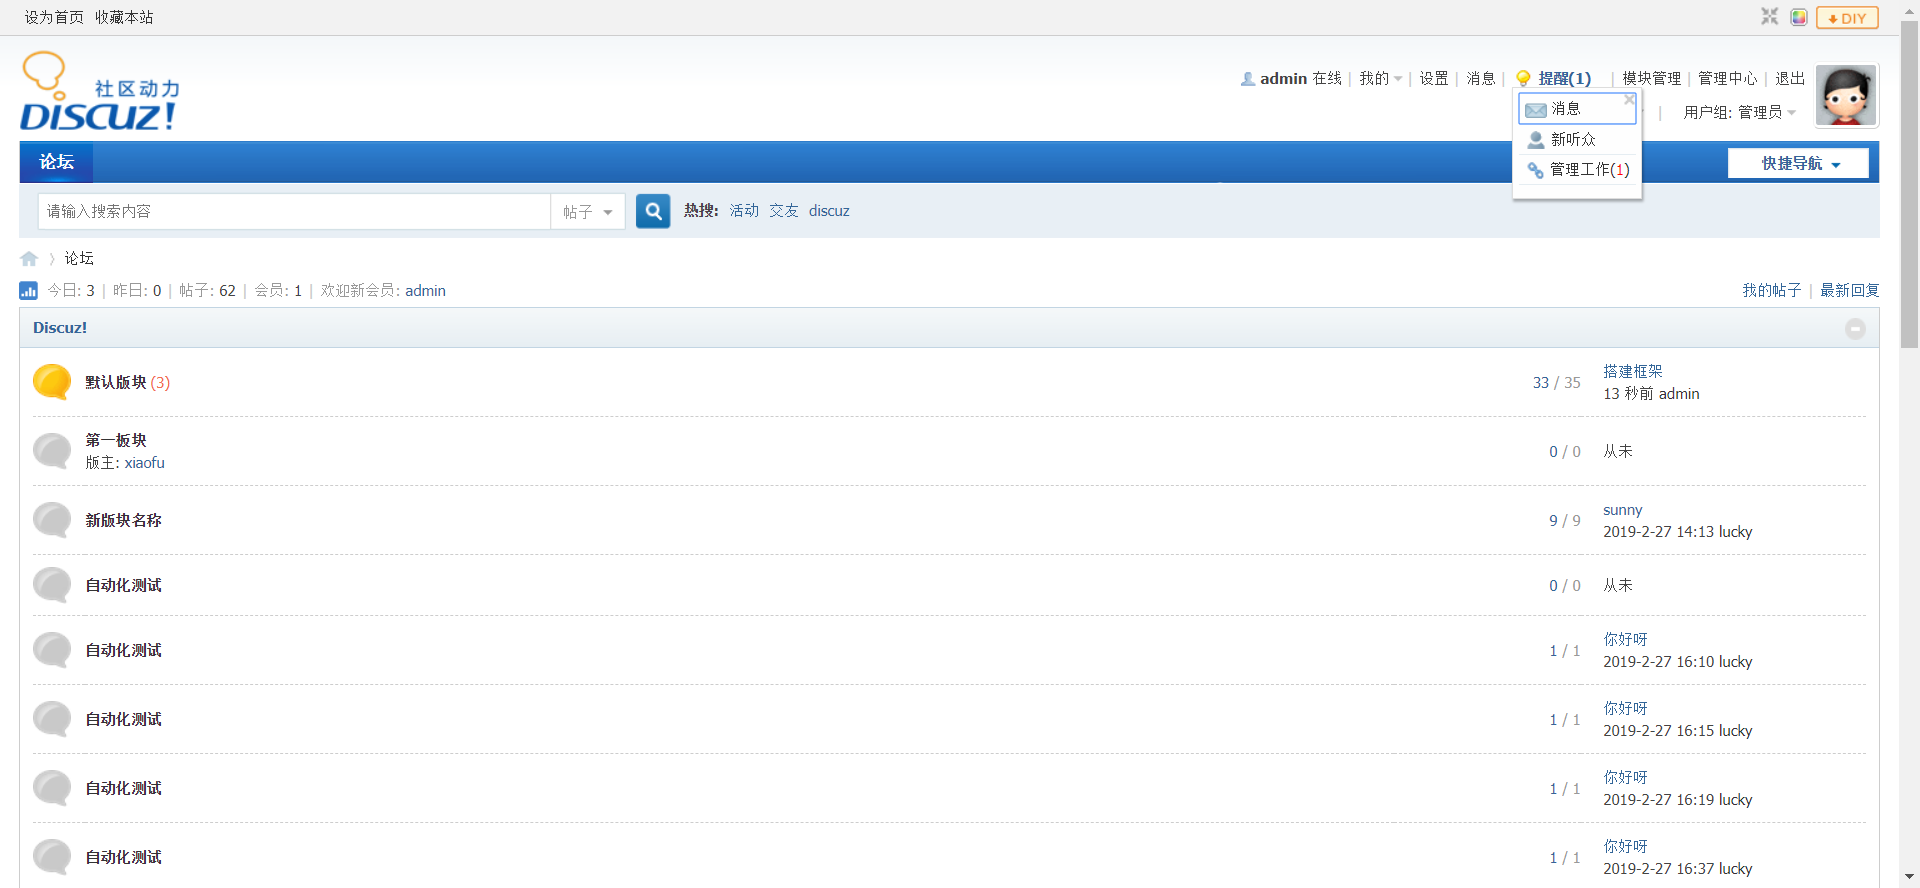 设为首页 收藏本站 DIY
社区动力
DISCUZ!
admin 在线 | 我的 | 设置 | 消息 | 提醒(1) | 模块管理 | 管理中心 | 退出
| 用户组: 管理员
消息
新听众
管理工作(1)
论坛 快捷导航
请输入搜索内容 帖子 热搜: 活动 交友 discuz
论坛
今日: 3 | 昨日: 0 | 帖子: 62 | 会员: 1 | 欢迎新会员: admin 我的帖子 | 最新回复
Discuz!
默认版块 (3) 33 / 35 搭建框架
13 秒前 admin
第一板块
版主: xiaofu 0 / 0 从未
新版块名称 9 / 9 sunny
2019-2-27 14:13 lucky
自动化测试 0 / 0 从未
自动化测试 1 / 1 你好呀
2019-2-27 16:10 lucky
自动化测试 1 / 1 你好呀
2019-2-27 16:15 lucky
自动化测试 1 / 1 你好呀
2019-2-27 16:19 lucky
自动化测试 1 / 1 你好呀
2019-2-27 16:37 lucky